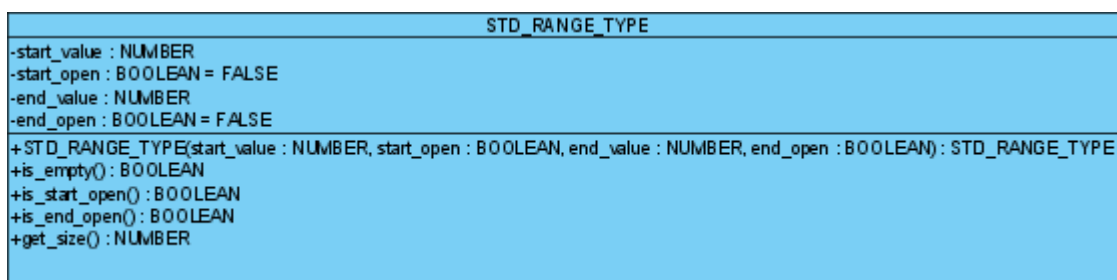 STD_RANGE_TYPE
-start_value : NUMBER
-start_open : BOOLEAN = FALSE
-end_value : NUMBER
-end_open : BOOLEAN = FALSE
+STD_RANGE_TYPE(start_value : NUMBER, start_open : BOOLEAN, end_value : NUMBER, end_open : BOOLEAN) : STD_RANGE_TYPE
+is_empty() : BOOLEAN
+is_start_open() : BOOLEAN
+is_end_open() : BOOLEAN
+get_size() : NUMBER